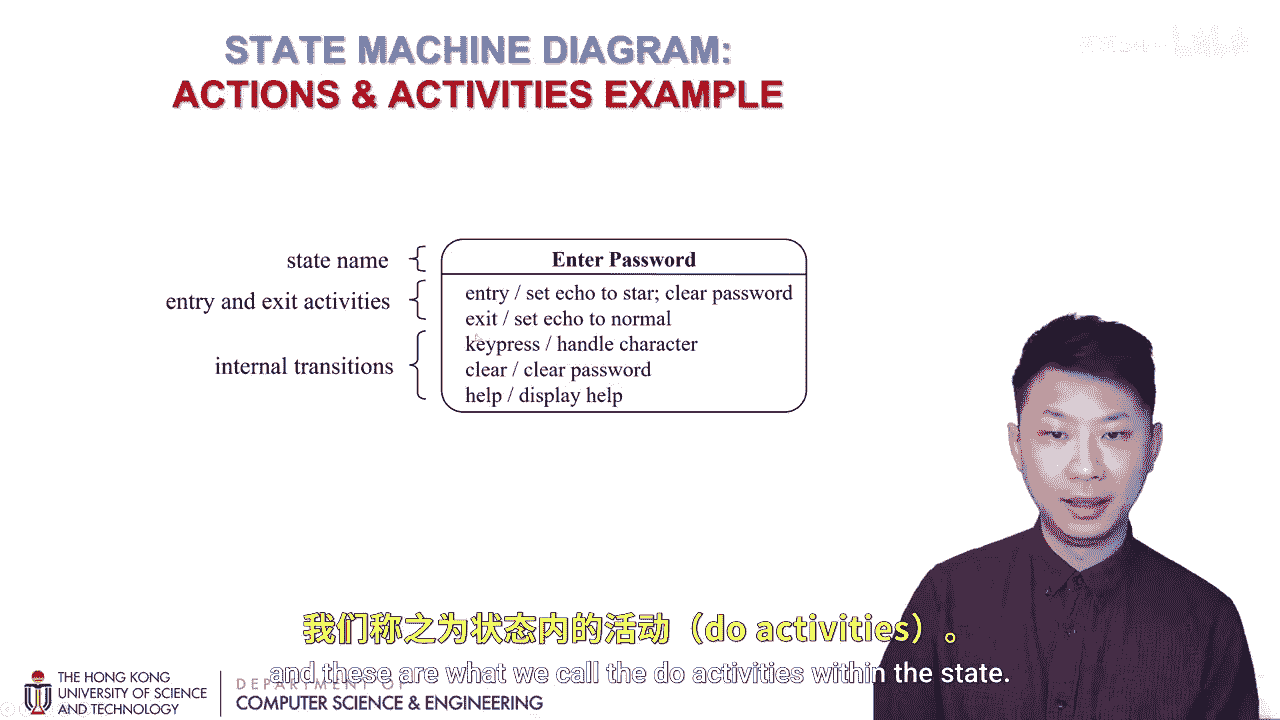 STATE MACHINE DIAGRAM:
ACTIONS & ACTIVITIES EXAMPLE
state name
Enter Password
entry and exit activities
entry / set echo to star; clear password
exit / set echo to normal
internal transitions
keypress / handle character
clear / clear password
help / display help
我们称之为状态内的活动（do activities）。
and these are what we call the do activities within the state.
THE HONG KONG
UNIVERSITY OF SCIENCE
AND TECHNOLOGY
DEPARTMENT OF
COMPUTER SCIENCE & ENGINEERING